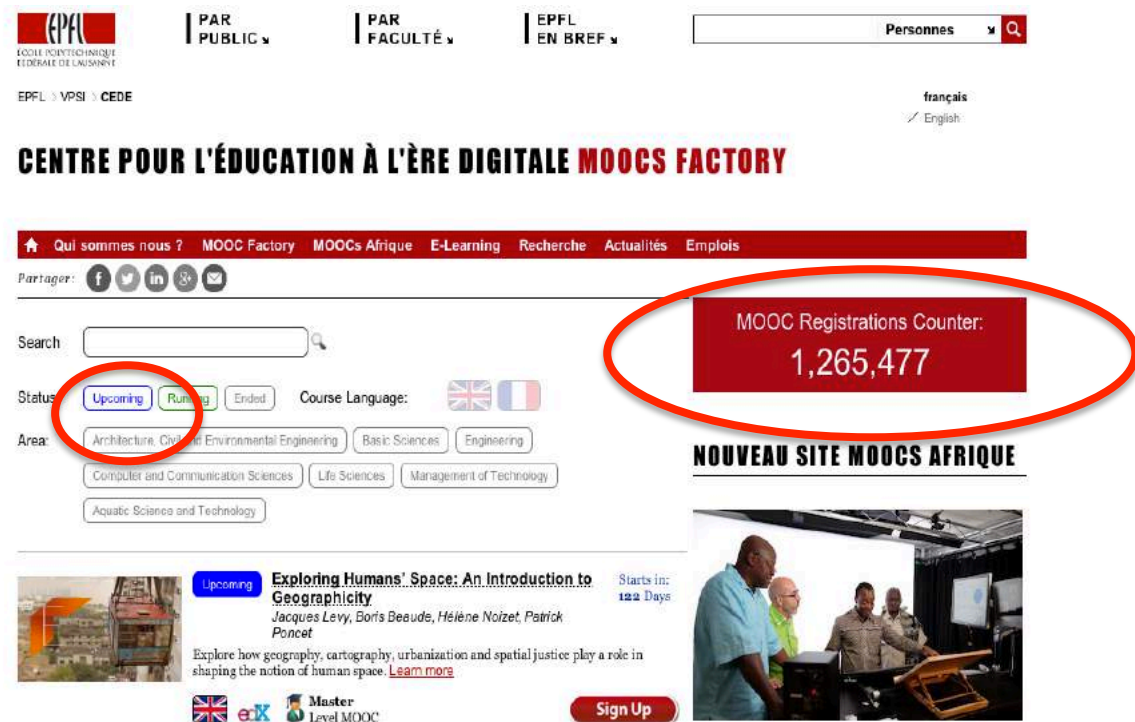 EPFL
ÉCOLE POLYTECHNIQUE
FÉDÉRALE DE LAUSANNE
PAR
PUBLIC
PAR
FACULTÉ
EPFL
EN BREF
Personnes
EPFL > VPSI > CEDE
français
/ English
CENTRE POUR L'ÉDUCATION À L'ÈRE DIGITALE MOOCS FACTORY
Qui sommes nous ? MOOC Factory MOOCs Afrique E-Learning Recherche Actualités Emplois
Partager: f in 8+
MOOC Registrations Counter:
1,265,477
Search
Status Upcoming Running Ended Course Language:
Area: Architecture, Civil and Environmental Engineering Basic Sciences Engineering
Computer and Communication Sciences Life Sciences Management of Technology
Aquatic Science and Technology
NOUVEAU SITE MOOCS AFRIQUE
Upcoming
Exploring Humans' Space: An Introduction to
Geographicity
Starts in:
122 Days
Jacques Levy, Boris Beaude, Hélène Noizet, Patrick
Poncet
Explore how geography, cartography, urbanization and spatial justice play a role in
shaping the notion of human space. Learn more
edX
Master
Level MOOC
Sign Up